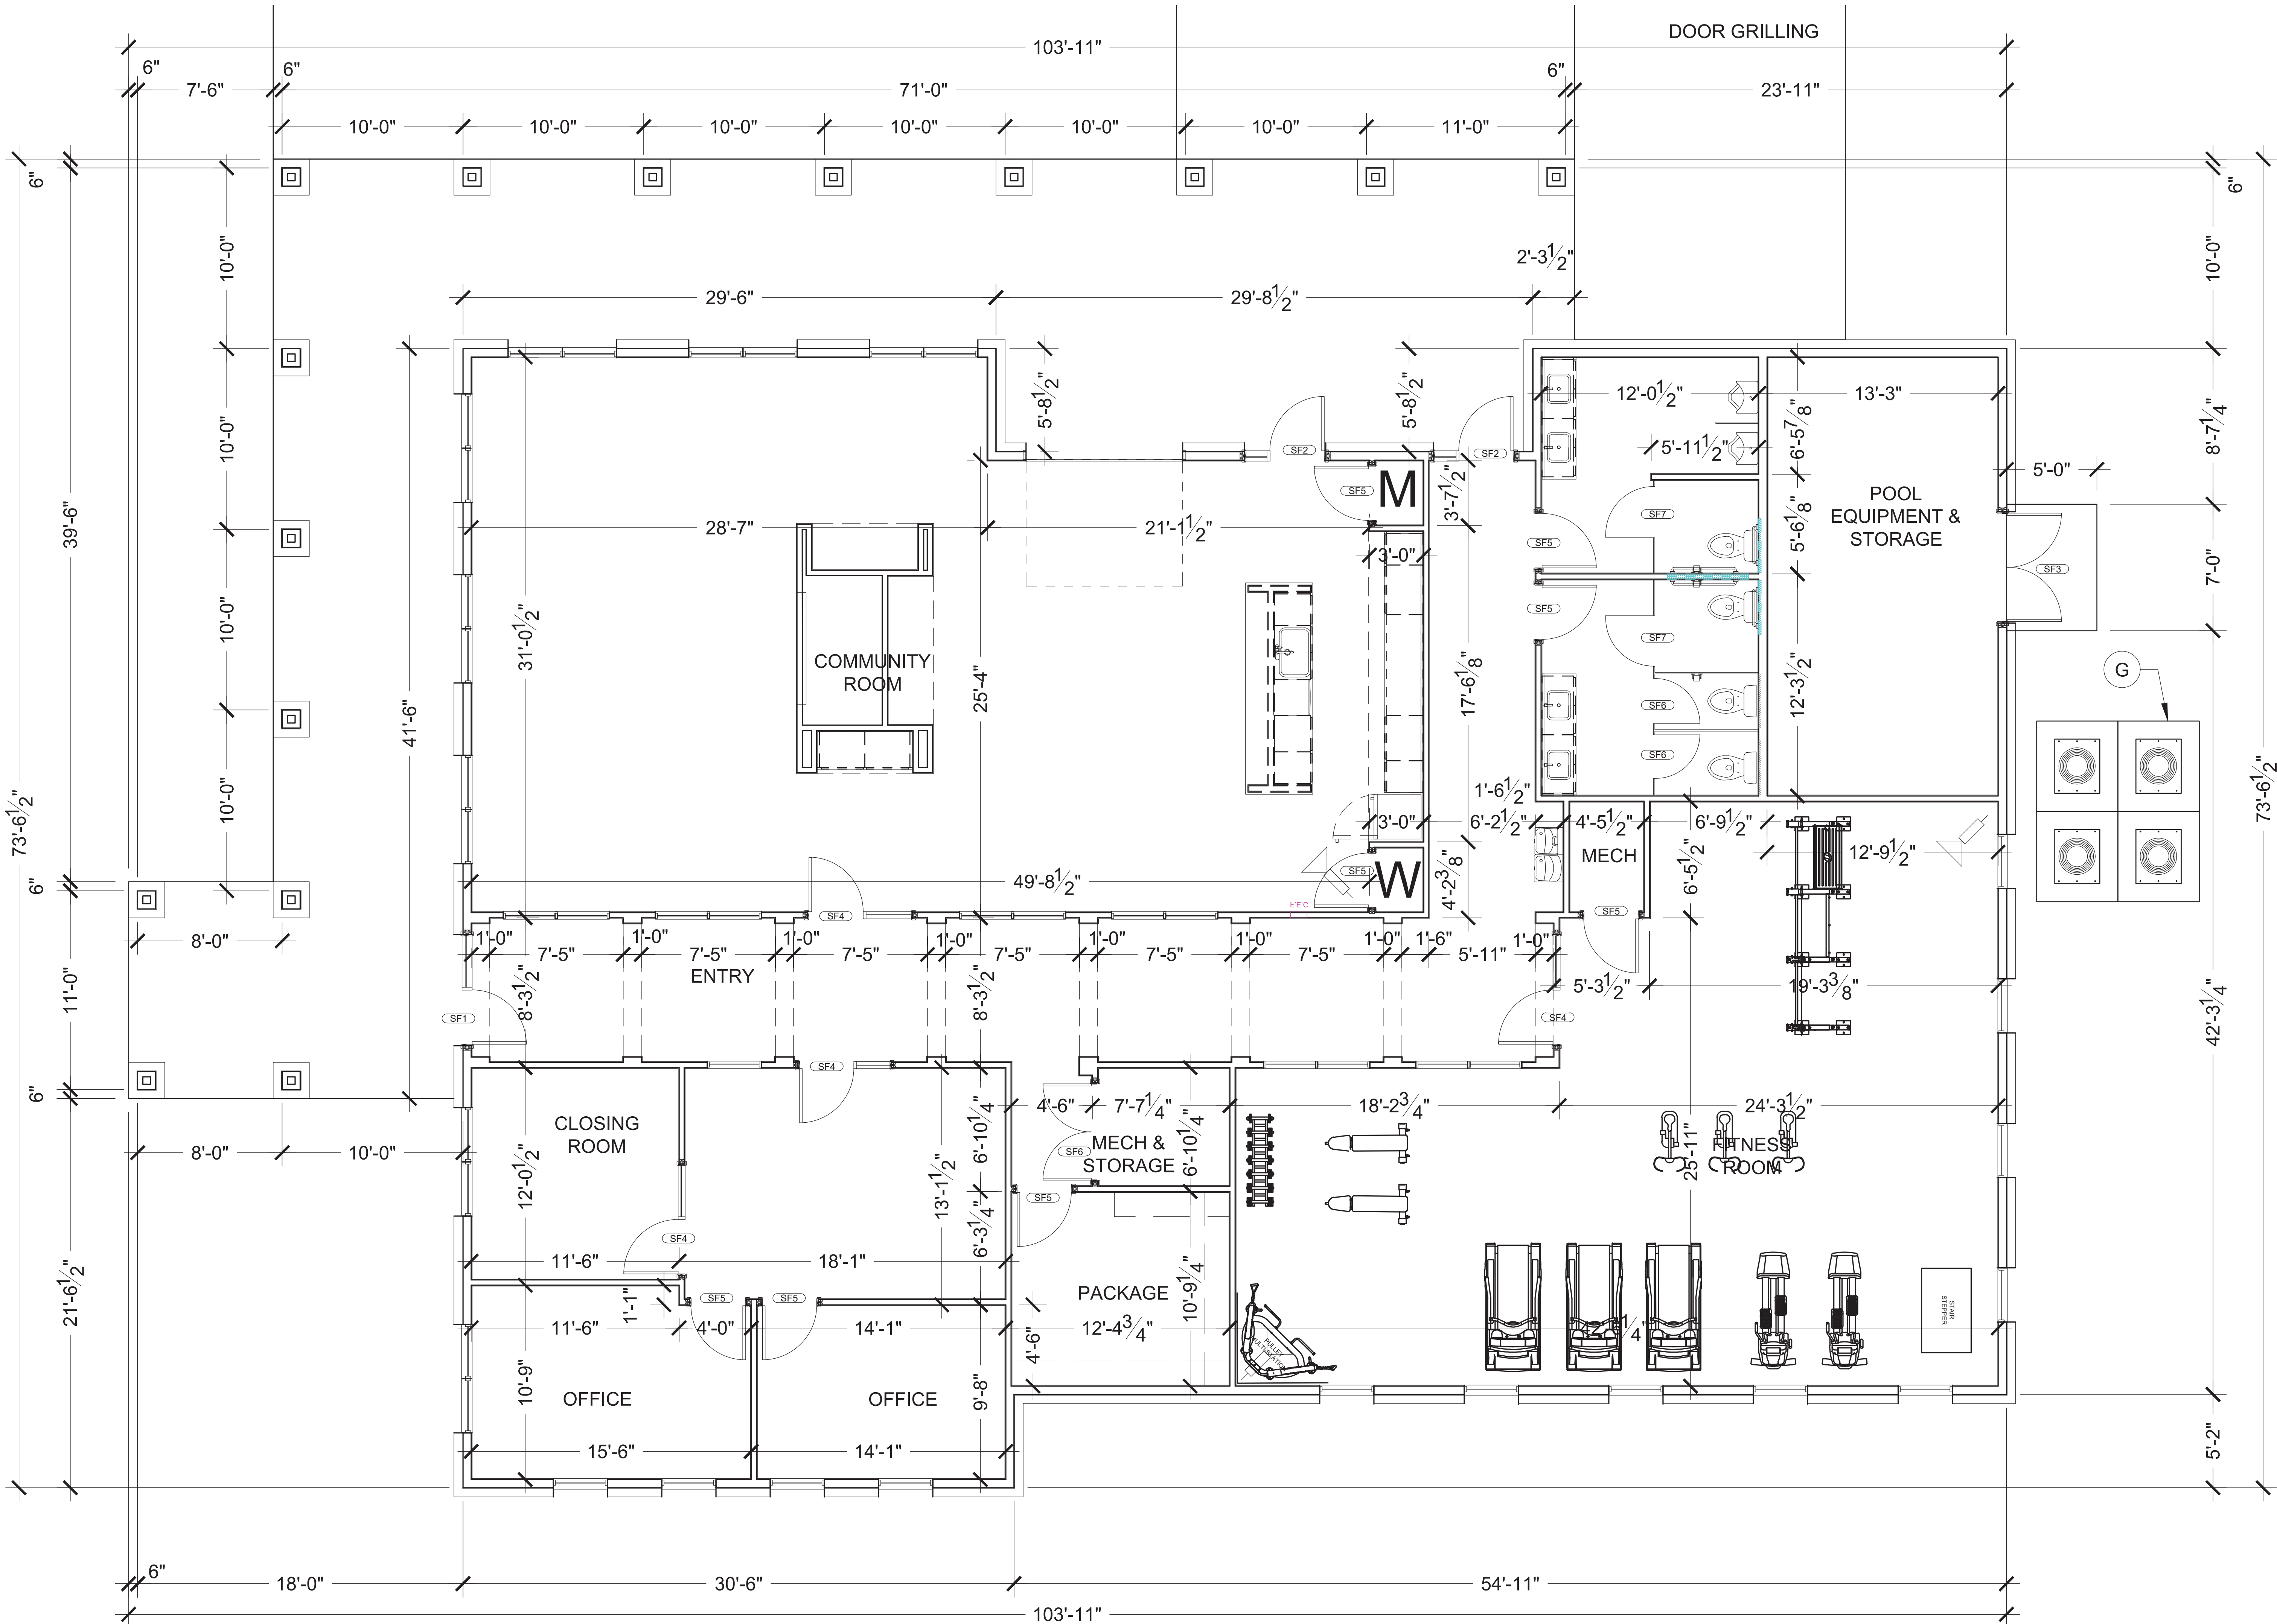 DOOR GRILLING
103'-11"
6"
6"
6"
7'-6"
71'-0"
23'-11"
10'-0"
10'-0"
10'-0"
10'-0"
10'-0"
10'-0"
11'-0"
6"
6"
10'-0"
10'-0"
2'-3 1/2"
29'-6"
29'-8 1/2"
5'-8 1/2"
5'-8 1/2"
12'-0 1/2"
13'-3"
6'-5 7/8"
8'-7 1/4"
5'-11 1/2"
SF2
SF2
10'-0"
5'-0"
M
SF5
3'-7 1/2"
POOL
EQUIPMENT &
STORAGE
39'-6"
28'-7"
21'-1 1/2"
SF7
5'-6 1/8"
SF5
3'-0"
SF3
7'-0"
10'-0"
31'-0 1/2"
SF5
SF7
COMMUNITY
ROOM
25'-4"
17'-6 1/8"
12'-3 1/2"
G
41'-6"
SF6
SF6
10'-0"
1'-6 1/2"
73'-6 1/2"
73'-6 1/2"
3'-0"
6'-2 1/2"
4'-5 1/2"
6'-9 1/2"
MECH
12'-9 1/2"
6'-5 1/2"
SF5
W
49'-8 1/2"
4'-2 3/8"
6"
SF4
SF5
8'-0"
1'-0"
1'-0"
1'-0"
1'-0"
1'-0"
1'-0"
1'-0"
1'-6"
1'-0"
7'-5"
7'-5"
7'-5"
7'-5"
7'-5"
7'-5"
5'-11"
ENTRY
11'-0"
8'-3 1/2"
8'-3 1/2"
5'-3 1/2"
19'-3 3/8"
SF1
SF4
42'-3 1/4"
SF4
6"
CLOSING
ROOM
4'-6"
7'-7 1/4"
18'-2 3/4"
24'-3 1/2"
6'-10 1/4"
MECH &
STORAGE
6'-10 1/4"
SF6
25'-11"
FITNESS
ROOM
8'-0"
10'-0"
12'-0 1/2"
13'-1 1/2"
SF5
6'-3 1/4"
SF4
11'-6"
18'-1"
21'-6 1/2"
1'-1"
SF5
SF5
PACKAGE
10'-9 1/4"
STAIR
STEPPER
11'-6"
4'-0"
14'-1"
4'-6"
12'-4 3/4"
PULLEY
10'-9"
OFFICE
OFFICE
9'-8"
15'-6"
14'-1"
5'-2"
6"
18'-0"
30'-6"
54'-11"
103'-11"